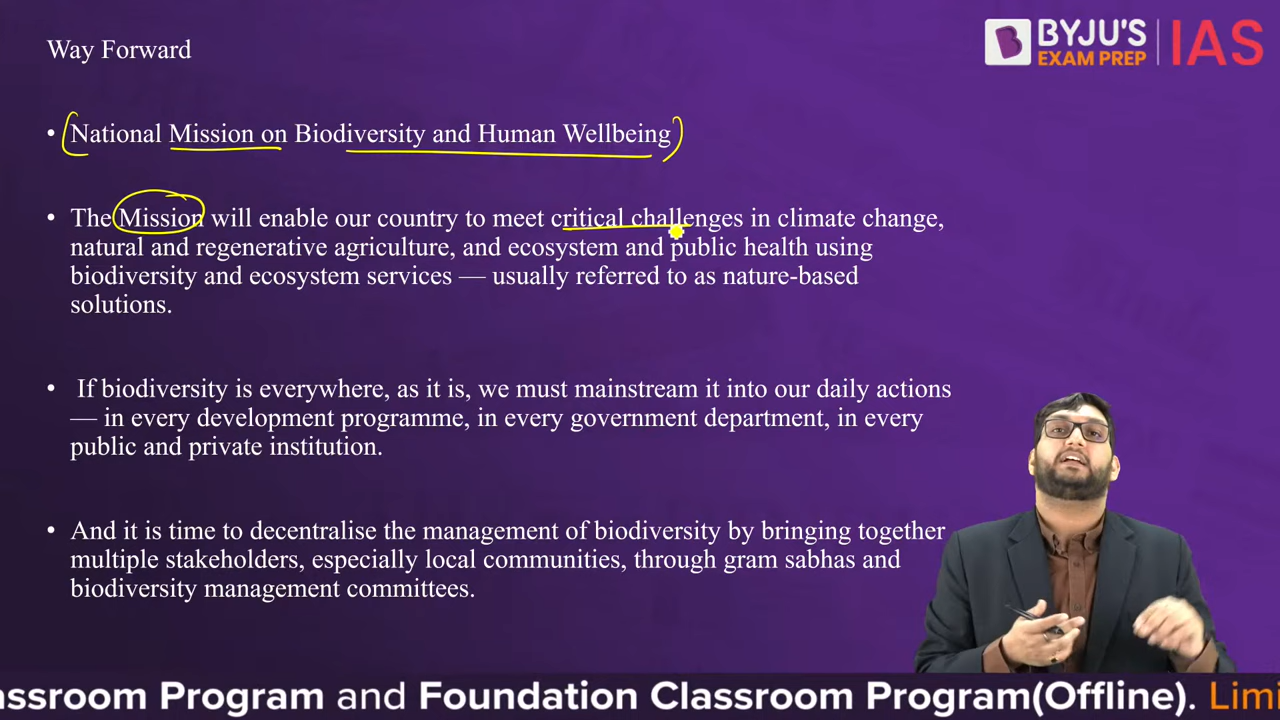 Way Forward
BYJU'S
EXAM PREP
IAS
• National Mission on Biodiversity and Human Wellbeing
• The Mission will enable our country to meet critical challenges in climate change,
natural and regenerative agriculture, and ecosystem and public health using
biodiversity and ecosystem services — usually referred to as nature-based
solutions.
• If biodiversity is everywhere, as it is, we must mainstream it into our daily actions
— in every development programme, in every government department, in every
public and private institution.
• And it is time to decentralise the management of biodiversity by bringing together
multiple stakeholders, especially local communities, through gram sabhas and
biodiversity management committees.
assroom Program and Foundation Classroom Program(Offline). Limi